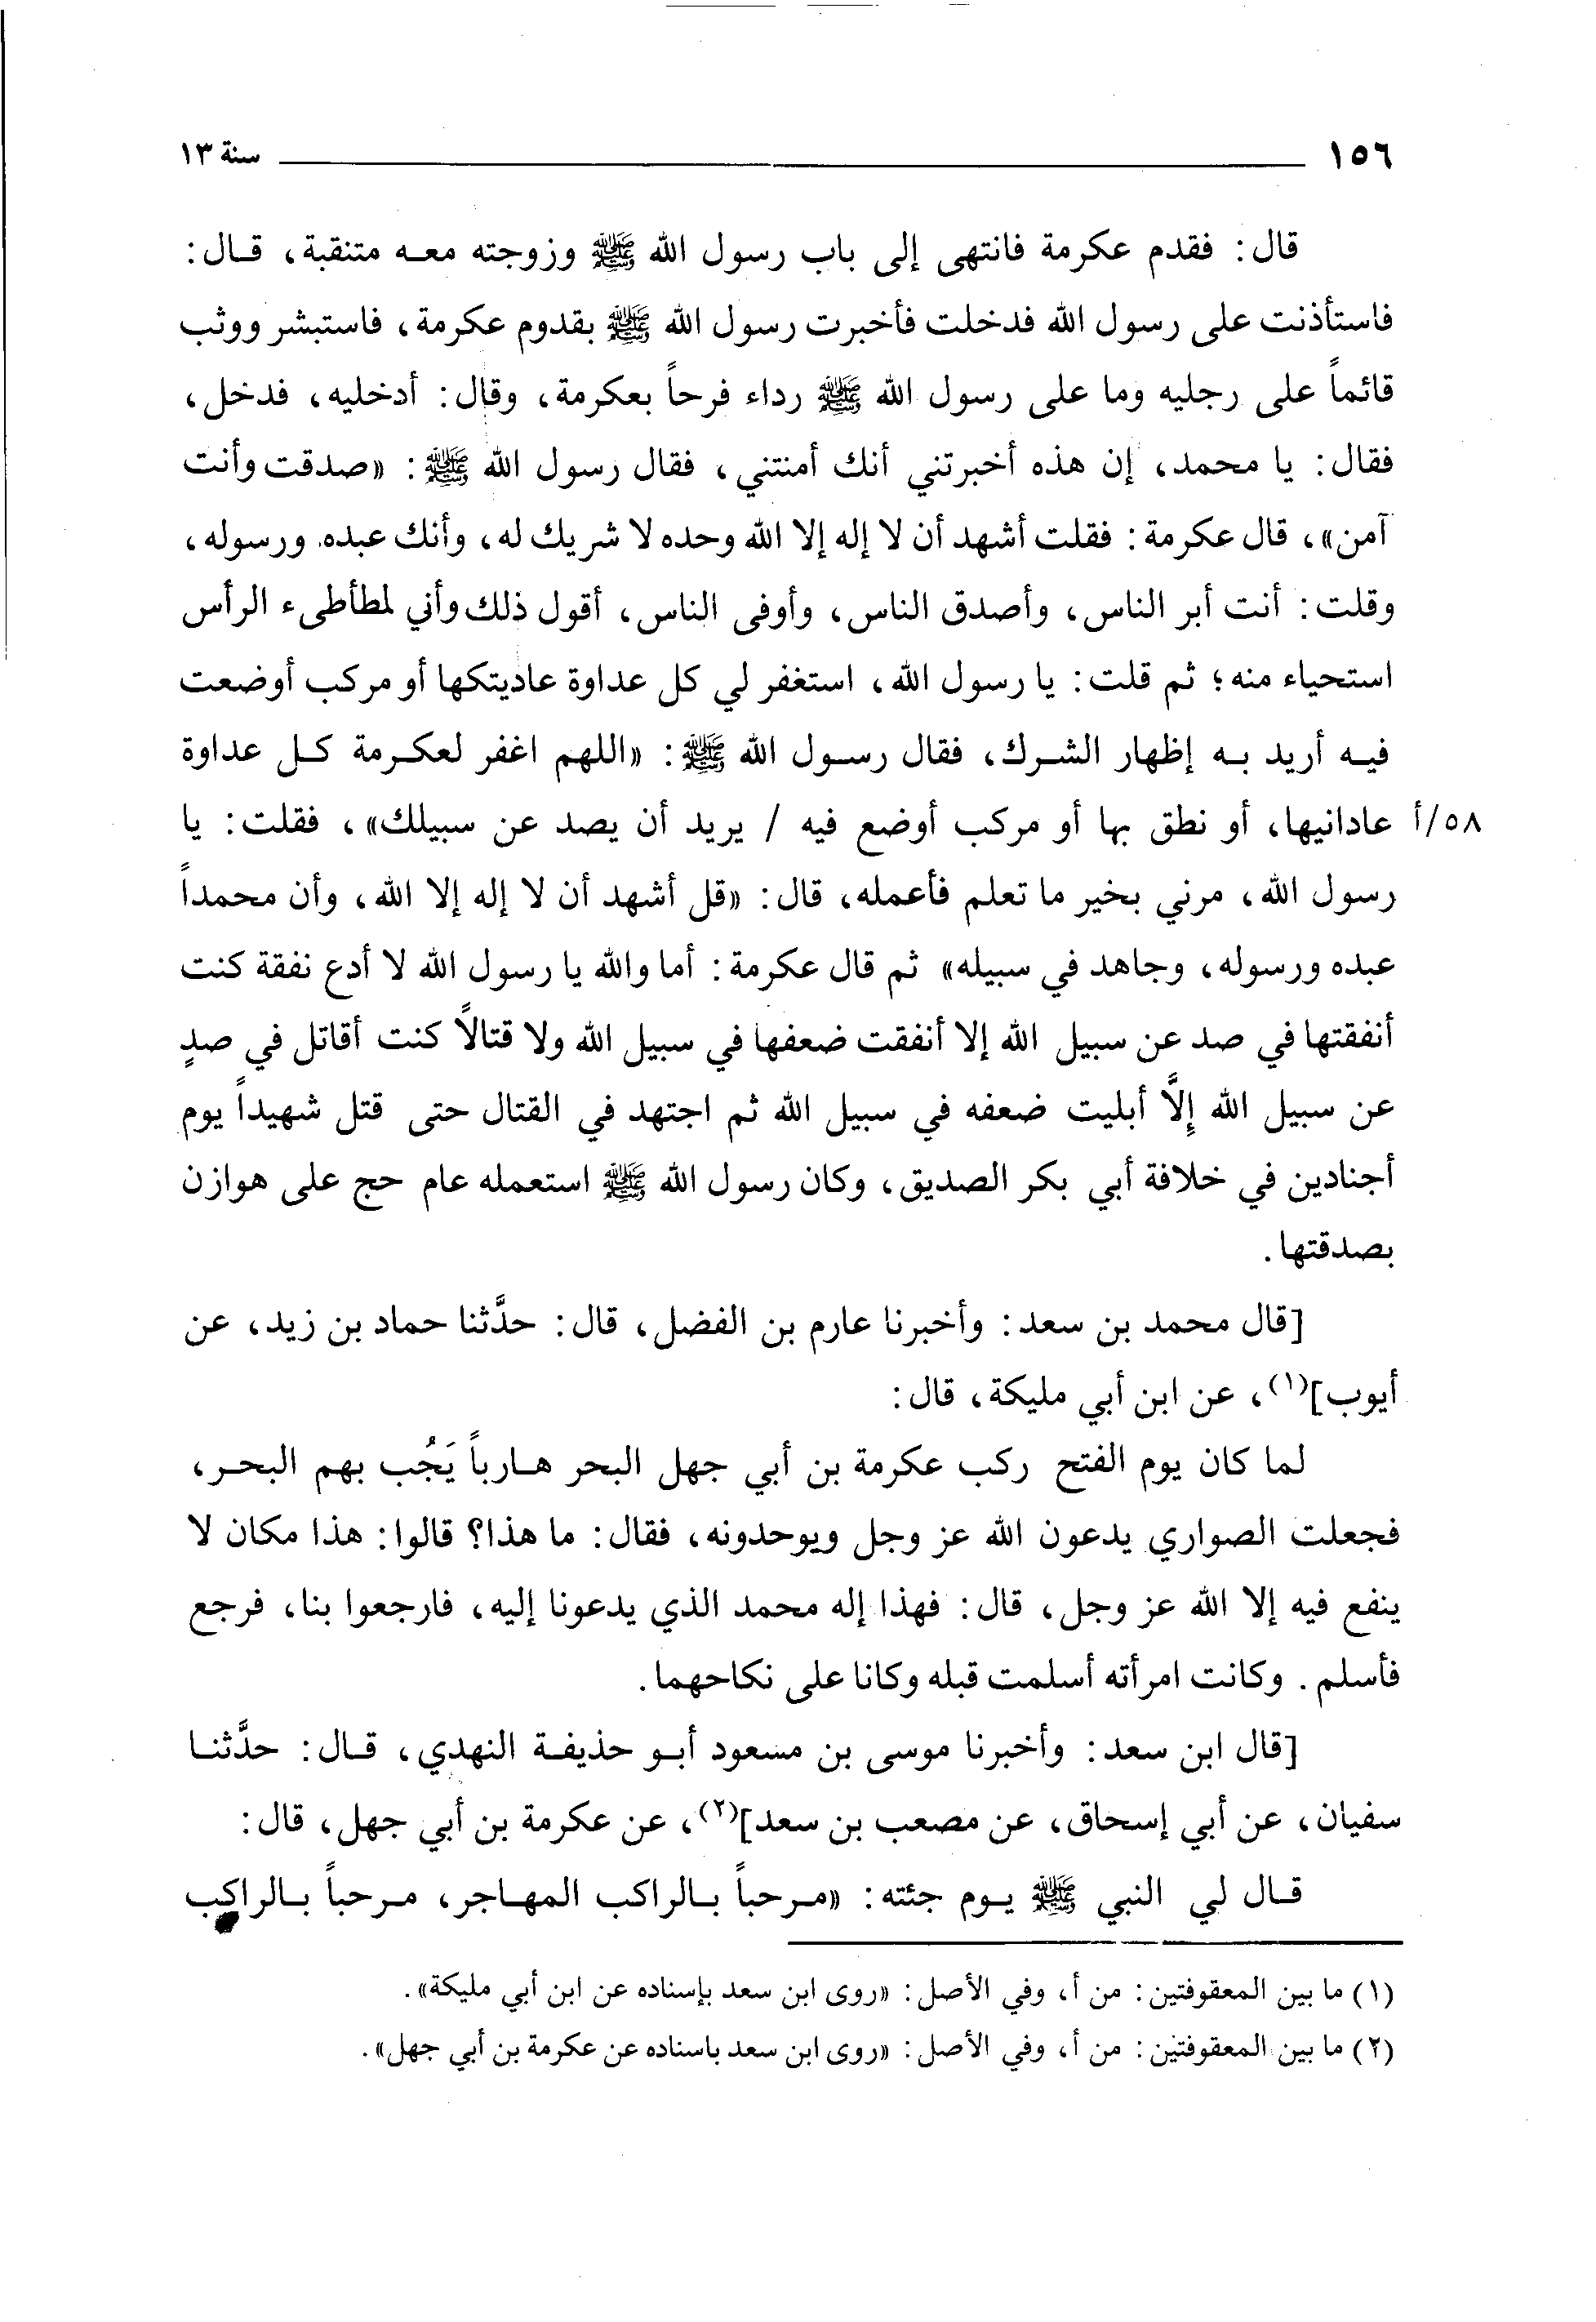 ١٥٦ سنة ١٣
قال: فقدم عكرمة فانتهى إلى باب رسول الله ﷺ وزوجته معه متنقبة، قال:
فاستأذنت على رسول الله فدخلت فأخبرت رسول الله ﷺ بقدوم عكرمة، فاستبشر ووثب
قائماً على رجليه وما على رسول الله ﷺ رداء فرحاً بعكرمة، وقال: أدخليه، فدخل،
فقال: يا محمد، إن هذه أخبرتني أنك أمنتني، فقال رسول الله ﷺ: «صدقت وأنت
آمن»، قال عكرمة: فقلت أشهد أن لا إله إلا الله وحده لا شريك له، وأنك عبده ورسوله،
وقلت: أنت أبر الناس، وأصدق الناس، وأوفى الناس، أقول ذلك وأني لمطأطىء الرأس
استحياء منه؛ ثم قلت: يا رسول الله، استغفر لي كل عداوة عاديتكها أو مركب أوضعت
فيه أريد به إظهار الشرك، فقال رسول الله ﷺ: «اللهم اغفر لعكرمة كل عداوة
٥٨/أ عادانيها، أو نطق بها أو مركب أوضع فيه / يريد أن يصد عن سبيلك»، فقلت: يا
رسول الله، مرني بخير ما تعلم فأعمله، قال: «قل أشهد أن لا إله إلا الله، وأن محمداً
عبده ورسوله، وجاهد في سبيله» ثم قال عكرمة: أما والله يا رسول الله لا أدع نفقة كنت
أنفقتها في صد عن سبيل الله إلا أنفقت ضعفها في سبيل الله ولا قتالاً كنت أقاتل في صدٍ
عن سبيل الله إِلَّا أبليت ضعفه في سبيل الله ثم اجتهد في القتال حتى قتل شهيداً يوم
أجنادين في خلافة أبي بكر الصديق، وكان رسول الله ﷺ استعمله عام حج على هوازن
بصدقتها.
[قال محمد بن سعد: وأخبرنا عارم بن الفضل، قال: حدَّثنا حماد بن زيد، عن
أيوب](١)، عن ابن أبي مليكة، قال:
لما كان يوم الفتح ركب عكرمة بن أبي جهل البحر هارباً يَجُب بهم البحر،
فجعلت الصواري يدعون الله عز وجل ويوحدونه، فقال: ما هذا؟ قالوا: هذا مكان لا
ينفع فيه إلا الله عز وجل، قال: فهذا إله محمد الذي يدعونا إليه، فارجعوا بنا، فرجع
فأسلم. وكانت امرأته أسلمت قبله وكانا على نكاحهما.
[قال ابن سعد: وأخبرنا موسى بن مسعود أبو حذيفة النهدي، قال: حدَّثنا
سفيان، عن أبي إسحاق، عن مصعب بن سعد](٢)، عن عكرمة بن أبي جهل، قال:
قال لي النبي ﷺ يوم جئته: «مرحباً بالراكب المهاجر، مرحباً بالراكب
(١) ما بين المعقوفتين: من أ، وفي الأصل: «روى ابن سعد بإسناده عن ابن أبي مليكة».
(٢) ما بين المعقوفتين: من أ، وفي الأصل: «روى ابن سعد باسناده عن عكرمة بن أبي جهل».